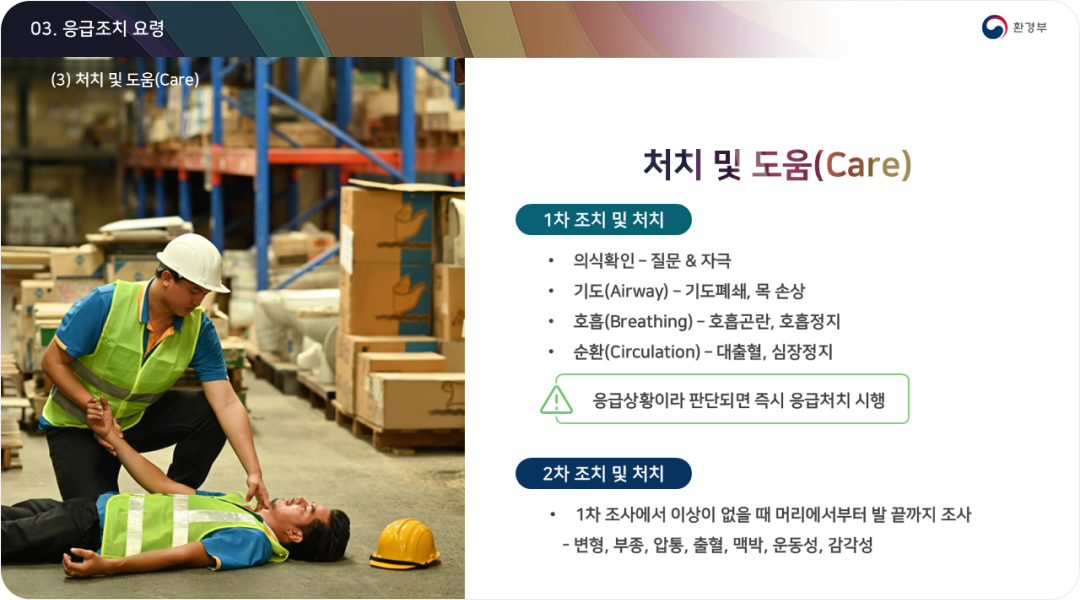 03. 응급조치 요령
환경부
(3) 처치 및 도움(Care)
처치 및 도움(Care)
1차 조치 및 처치
• 의식확인 – 질문 & 자극
• 기도(Airway) – 기도폐쇄, 목 손상
• 호흡(Breathing) – 호흡곤란, 호흡정지
• 순환(Circulation) – 대출혈, 심장정지
응급상황이라 판단되면 즉시 응급처치 시행
2차 조치 및 처치
• 1차 조사에서 이상이 없을 때 머리에서부터 발 끝까지 조사
– 변형, 부종, 압통, 출혈, 맥박, 운동성, 감각성